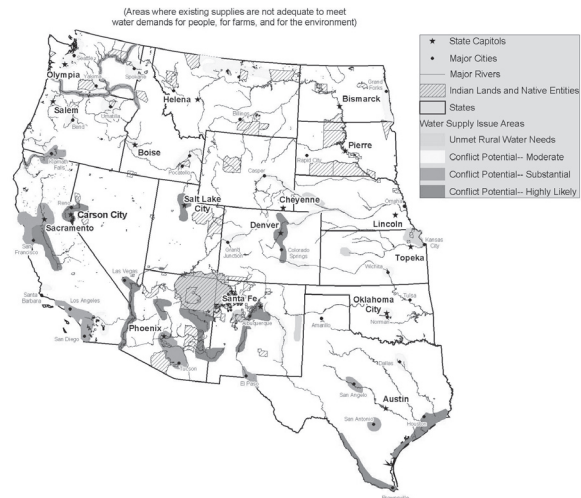 (Areas where existing supplies are not adequate to meet
water demands for people, for farms, and for the environment)
State Capitols
Major Cities
Major Rivers
Indian Lands and Native Entities
States
Water Supply Issue Areas
Unmet Rural Water Needs
Conflict Potential-- Moderate
Conflict Potential-- Substantial
Conflict Potential-- Highly Likely
Seattle
Spokane
Olympia
Yakima
Salem
Bend
Helena
Billings
Grand
Forks
Bismarck
Pierre
Rapid City
Boise
Pocatello
Casper
Cheyenne
Salt Lake
City
Reno
Carson City
Sacramento
San
Francisco
Denver
Grand
Junction
Colorado
Springs
Omaha
Lincoln
Kansas
City
Topeka
Wichita
Las Vegas
Santa
Barbara
Los Angeles
San Diego
Phoenix
Tucson
Santa Fe
El Paso
Amarillo
Oklahoma
City
Tulsa
Norman
Dallas
San Angelo
Austin
San Antonio
Houston